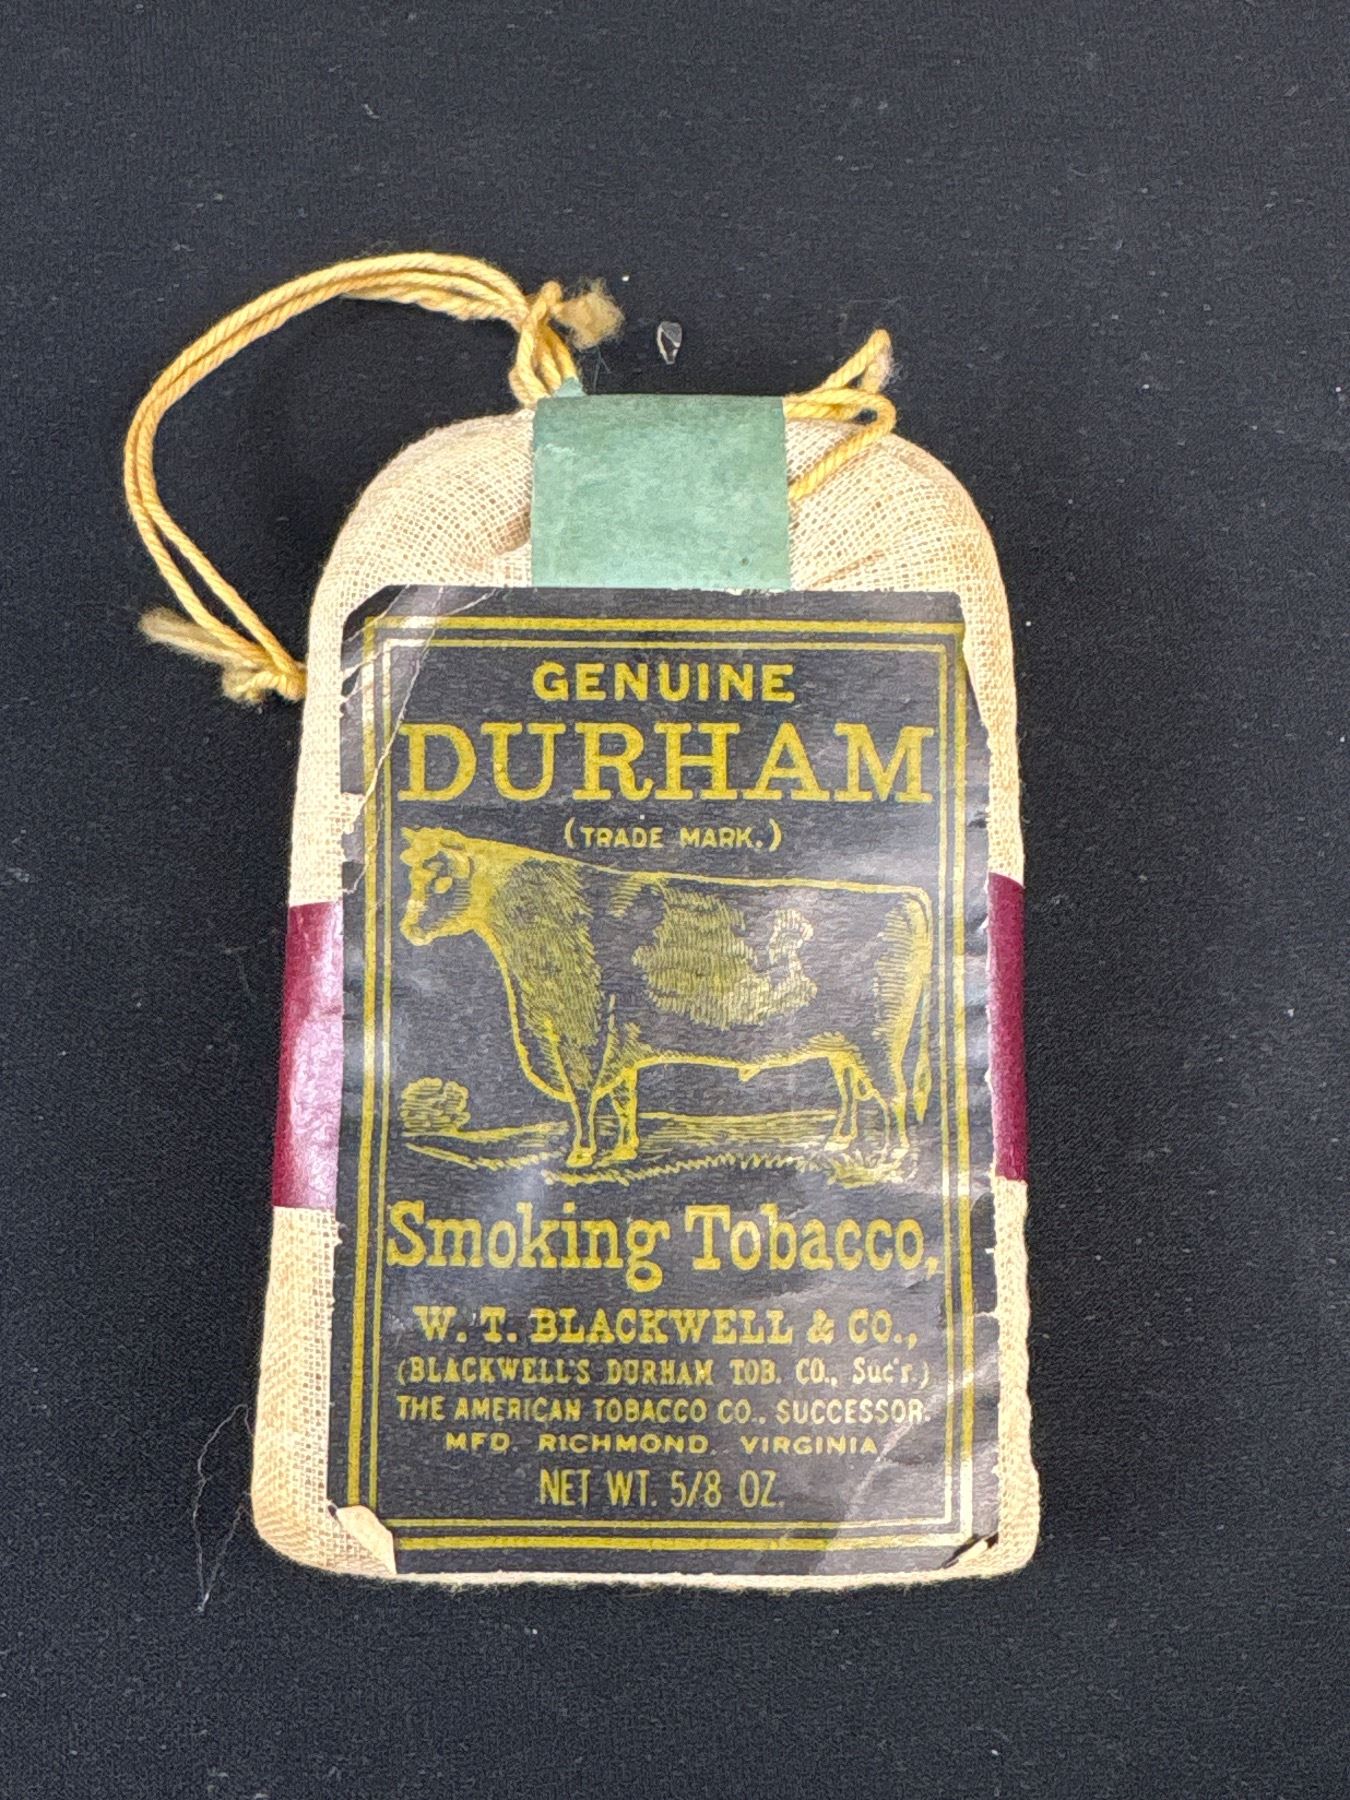 GENUINE
DURHAM
(TRADE MARK.)
Smoking Tobacco,
W. T. BLACKWELL & CO.,
(BLACKWELL'S DURHAM TOB. CO., Suc'r.)
THE AMERICAN TOBACCO CO., SUCCESSOR.
MFD. RICHMOND, VIRGINIA
NET WT. 5/8 OZ.